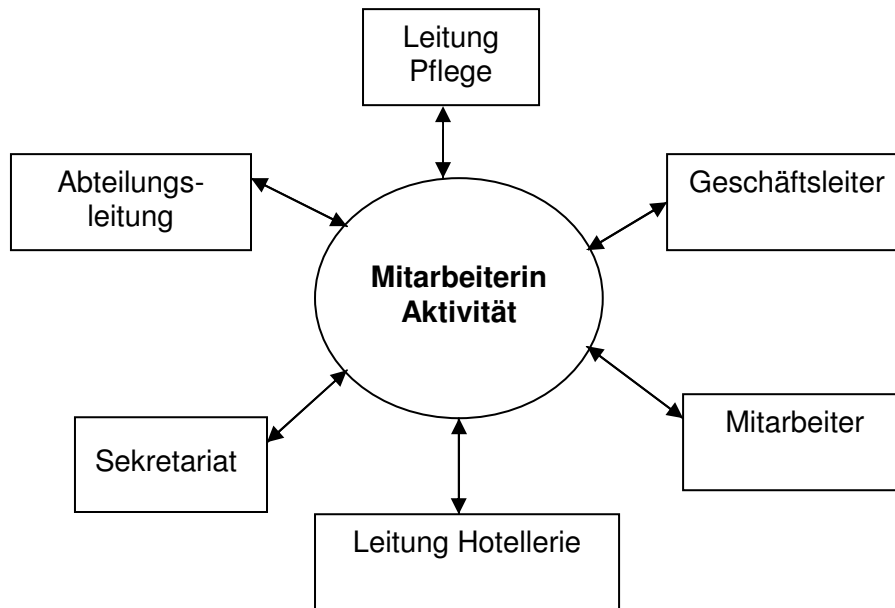 Leitung
Pflege
Abteilungs-
leitung
Geschäftsleiter
Mitarbeiterin
Aktivität
Mitarbeiter
Sekretariat
Leitung Hotellerie